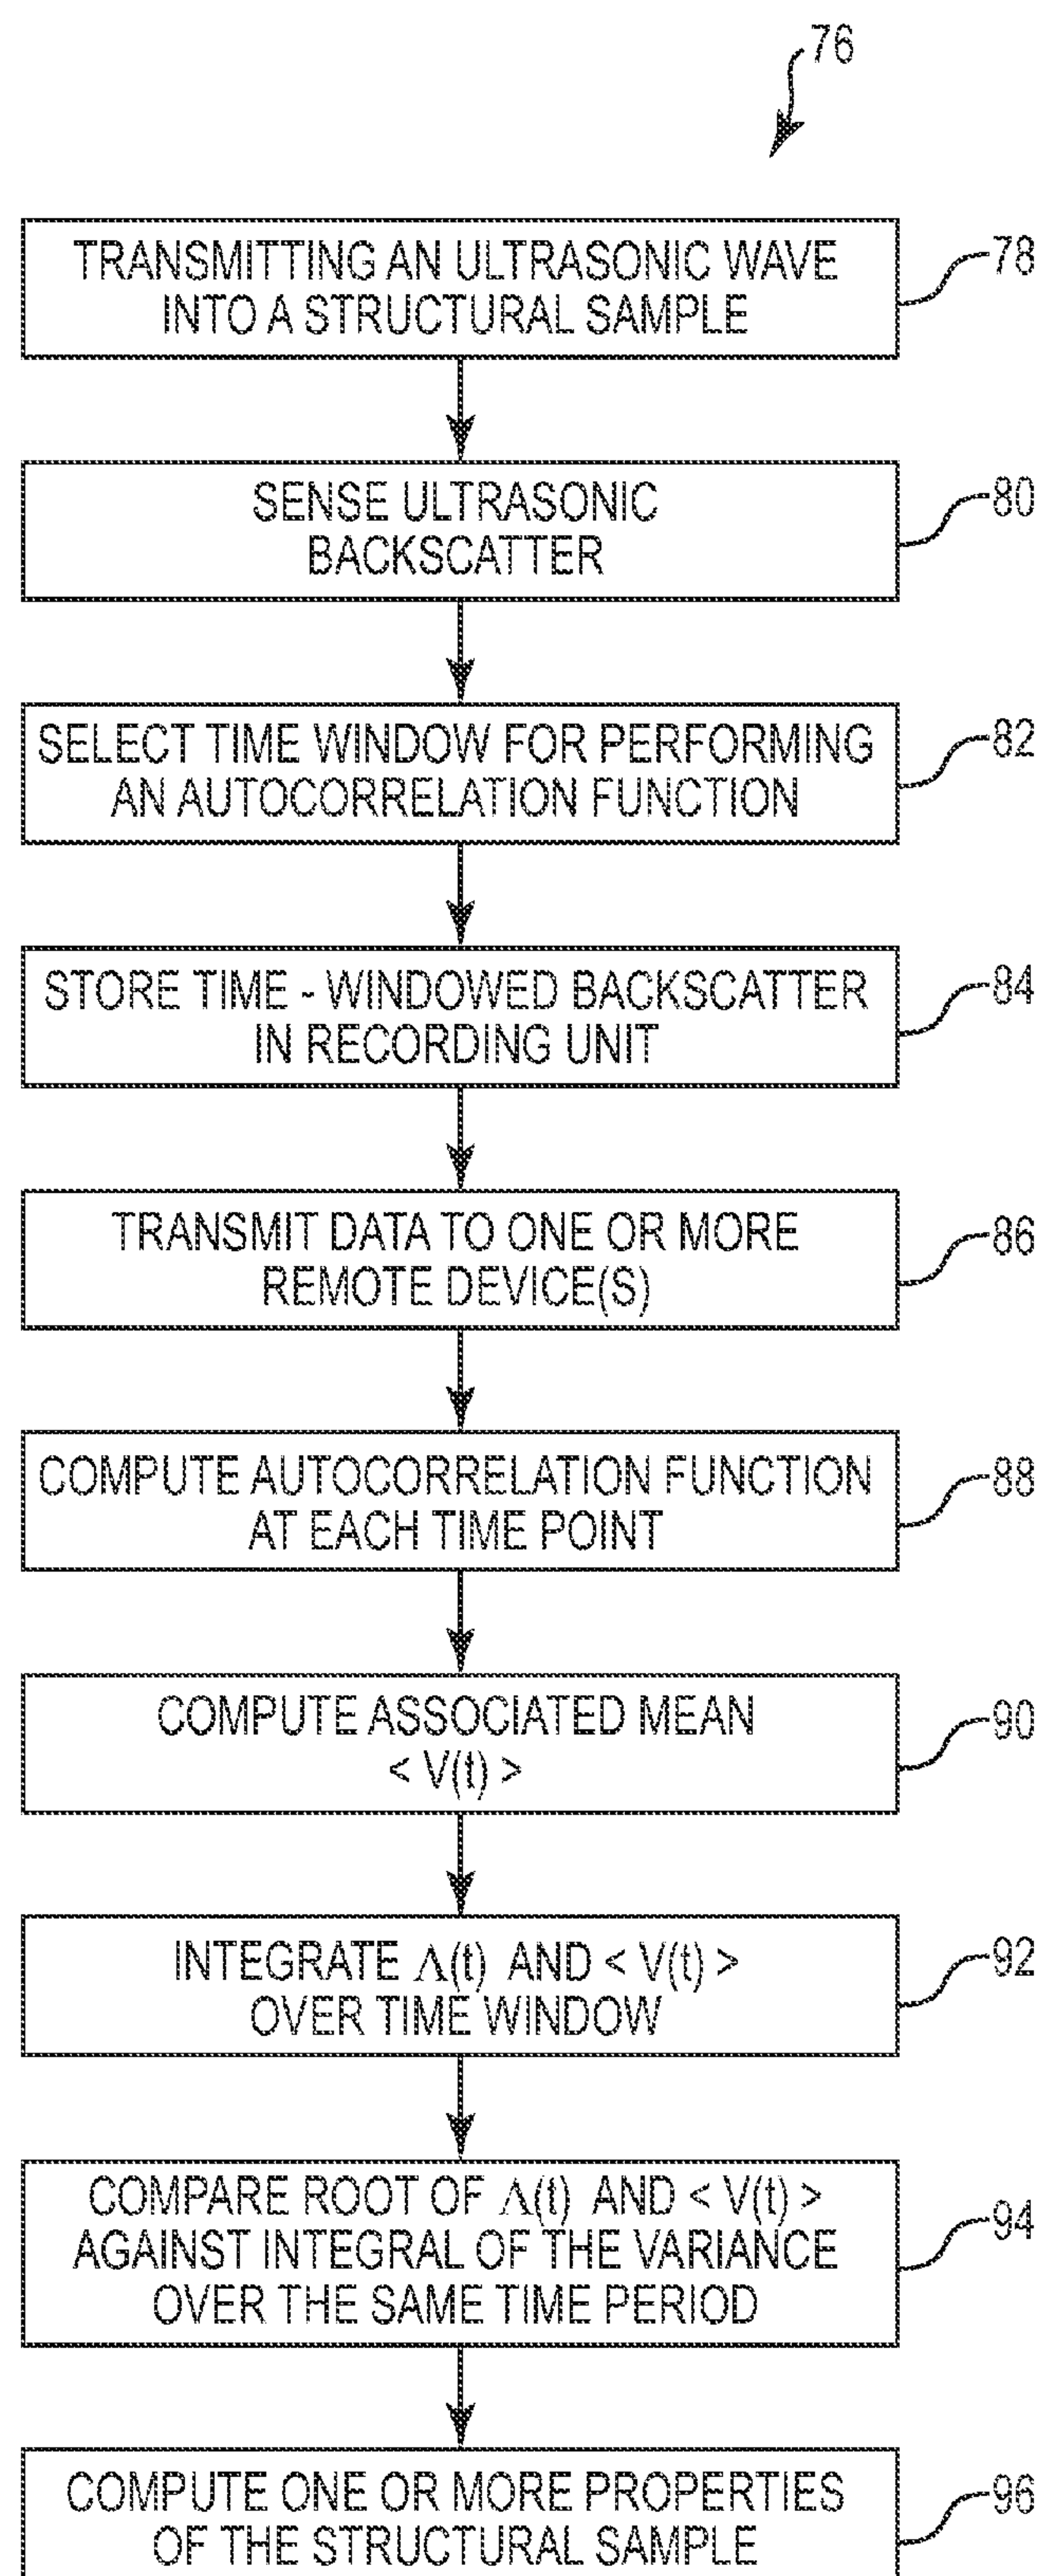 76
TRANSMITTING AN ULTRASONIC WAVE
INTO A STRUCTURAL SAMPLE
78
SENSE ULTRASONIC
BACKSCATTER
80
SELECT TIME WINDOW FOR PERFORMING
AN AUTOCORRELATION FUNCTION
82
STORE TIME - WINDOWED BACKSCATTER
IN RECORDING UNIT
84
TRANSMIT DATA TO ONE OR MORE
REMOTE DEVICE(S)
86
COMPUTE AUTOCORRELATION FUNCTION
AT EACH TIME POINT
88
COMPUTE ASSOCIATED MEAN
< V(t) >
90
INTEGRATE Λ(t) AND < V(t) >
OVER TIME WINDOW
92
COMPARE ROOT OF Λ(t) AND < V(t) >
AGAINST INTEGRAL OF THE VARIANCE
OVER THE SAME TIME PERIOD
94
COMPUTE ONE OR MORE PROPERTIES
OF THE STRUCTURAL SAMPLE
96